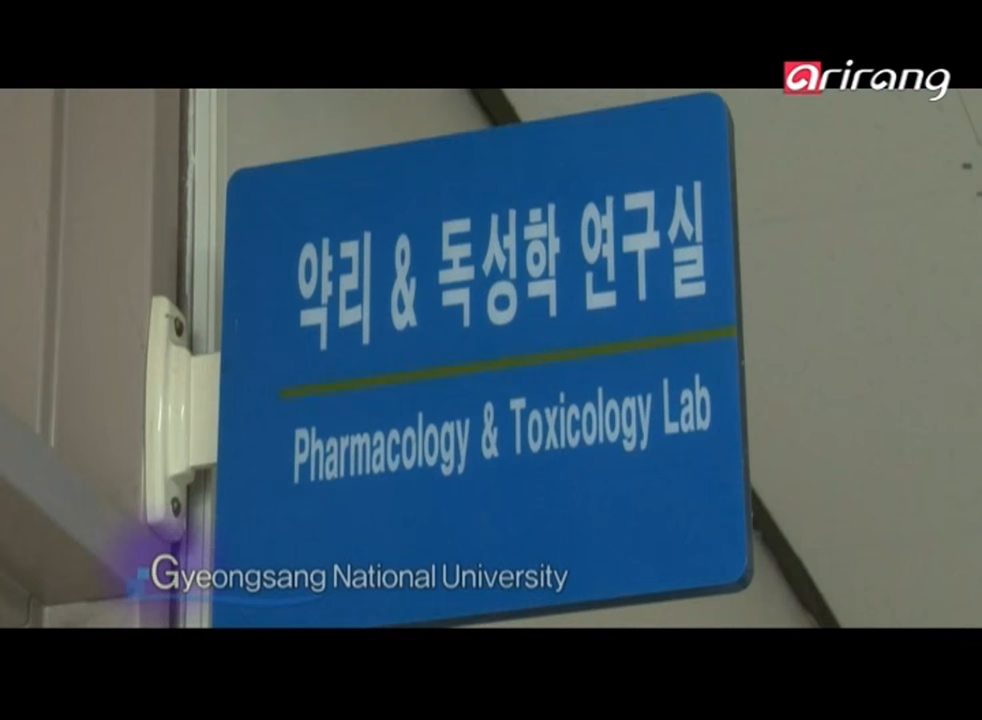 arirang
약리 & 독성학 연구실
Pharmacology & Toxicology Lab
Gyeongsang National University